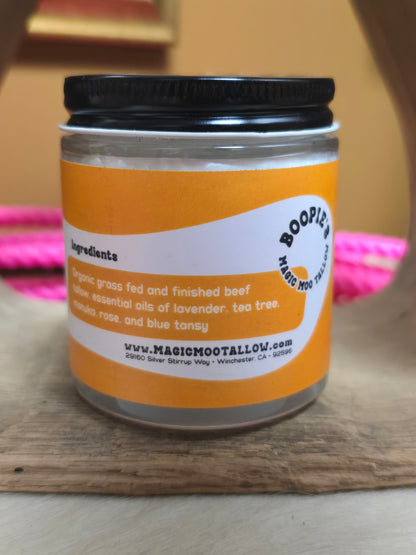 BOOPIE'S
MAGIC MOO TALLOW
Ingredients
Organic grass fed and finished beef
tallow, essential oils of lavender, tea tree,
manuka, rose, and blue tansy
www.MAGICMOOTALLOW.com
29160 Silver Stirrup Way • Winchester, CA • 92596